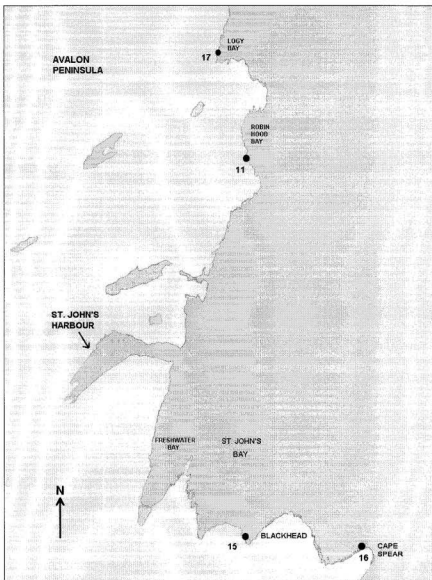 LOGY
BAY
17
AVALON
PENINSULA
ROBIN
HOOD
BAY
11
ST. JOHN'S
HARBOUR
FRESHWATER
BAY
ST. JOHN'S
BAY
N
BLACKHEAD
15
CAPE
SPEAR
16